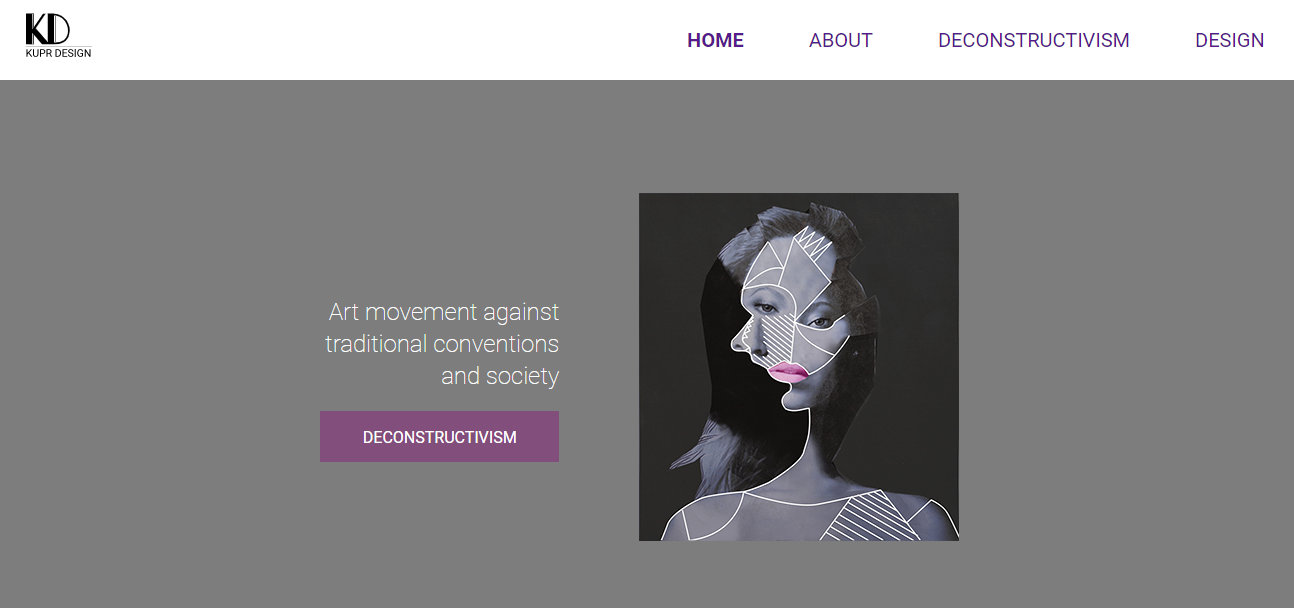 KD
KUPR DESIGN
HOME
ABOUT
DECONSTRUCTIVISM
DESIGN
Art movement against
traditional conventions
and society
DECONSTRUCTIVISM